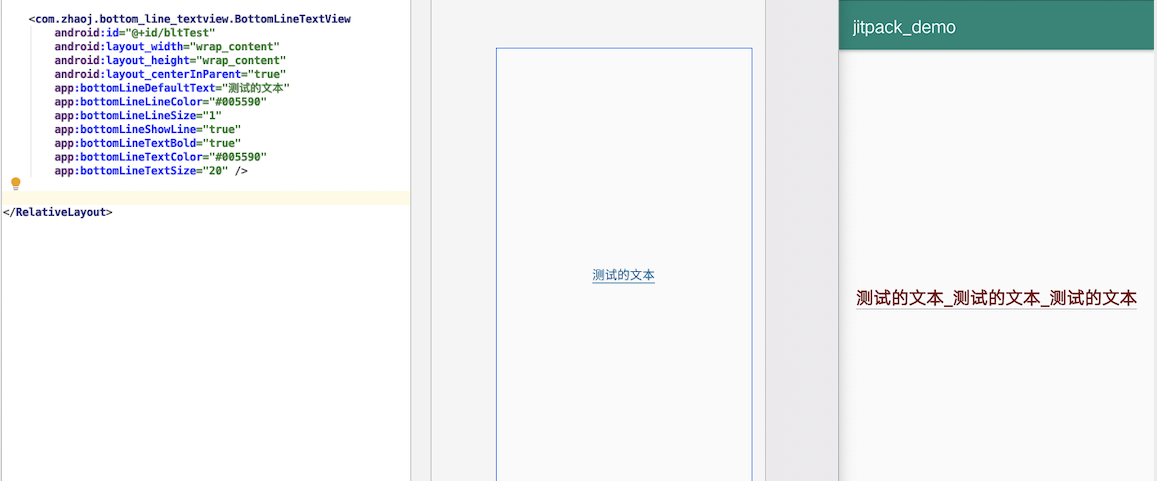 <com.zhaoj.bottom_line_textview.BottomLineTextView
android:id="@+id/bltTest"
android:layout_width="wrap_content"
android:layout_height="wrap_content"
android:layout_centerInParent="true"
app:bottomLineDefaultText="测试的文本"
app:bottomLineLineColor="#005590"
app:bottomLineLineSize="1"
app:bottomLineShowLine="true"
app:bottomLineTextBold="true"
app:bottomLineTextColor="#005590"
app:bottomLineTextSize="20" />
</RelativeLayout>
测试的文本
jitpack_demo
测试的文本_测试的文本_测试的文本